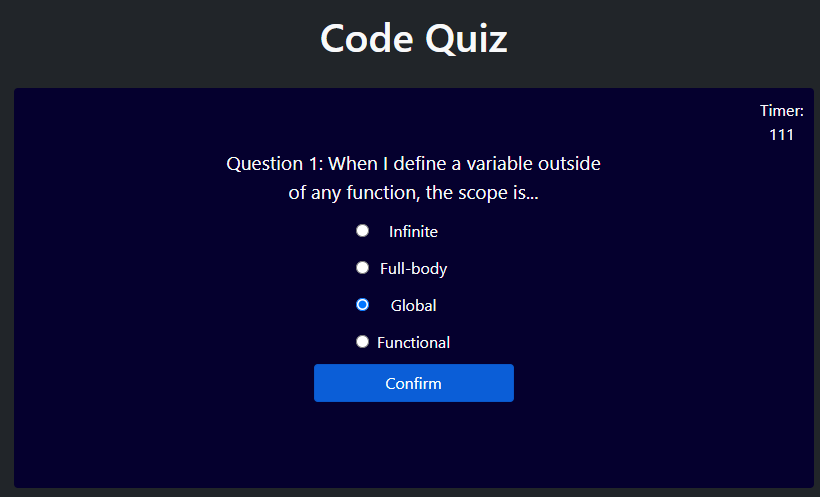 Code Quiz
Timer:
111
Question 1: When I define a variable outside
of any function, the scope is...
Infinite
Full-body
Global
Functional
Confirm